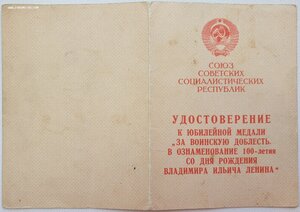 СОЮЗ
СОВЕТСКИХ
СОЦИАЛИСТИЧЕСКИХ
РЕСПУБЛИК
УДОСТОВЕРЕНИЕ
К ЮБИЛЕЙНОЙ МЕДАЛИ
„ЗА ВОИНСКУЮ ДОБЛЕСТЬ.
В ОЗНАМЕНОВАНИЕ 100-летия
СО ДНЯ РОЖДЕНИЯ
ВЛАДИМИРА ИЛЬИЧА ЛЕНИНА“